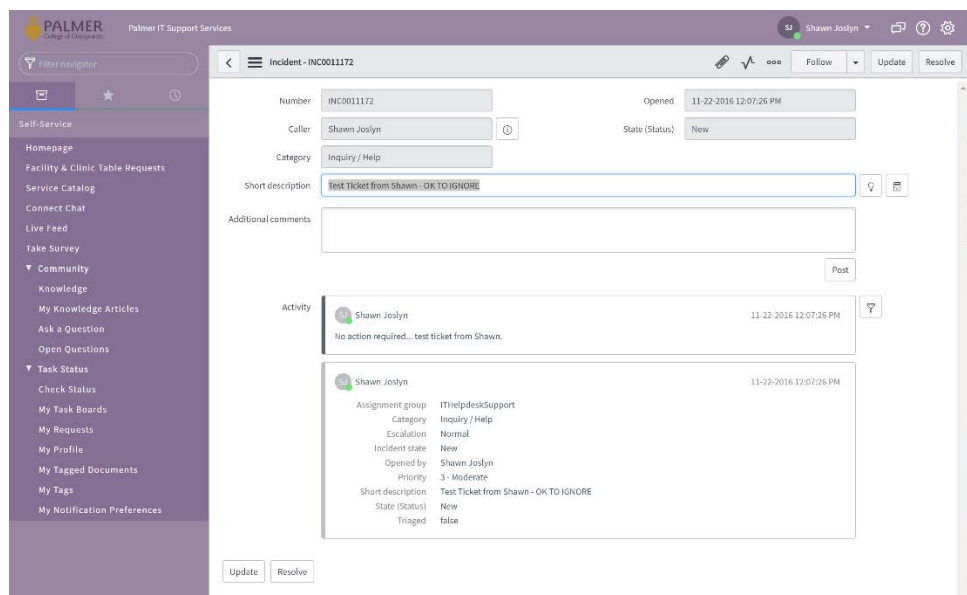 PALMER
College of Chiropractic
Palmer IT Support Services
SJ Shawn Joslyn
Filter navigator
Incident - INC0011172
Follow
Update
Resolve
Self-Service
Homepage
Facility & Clinic Table Requests
Service Catalog
Connect Chat
Live Feed
Take Survey
Community
Knowledge
My Knowledge Articles
Ask a Question
Open Questions
Task Status
Check Status
My Task Boards
My Requests
My Profile
My Tagged Documents
My Tags
My Notification Preferences
Number INC0011172
Opened 11-22-2016 12:07:26 PM
Caller Shawn Joslyn
State (Status) New
Category Inquiry / Help
Short description Test Ticket from Shawn - OK TO IGNORE
Additional comments
Post
Activity
SJ Shawn Joslyn 11-22-2016 12:07:26 PM
No action required... test ticket from Shawn.
SJ Shawn Joslyn 11-22-2016 12:07:26 PM
Assignment group ITHelpdeskSupport
Category Inquiry / Help
Escalation Normal
Incident state New
Opened by Shawn Joslyn
Priority 3 - Moderate
Short description Test Ticket from Shawn - OK TO IGNORE
State (Status) New
Triaged false
Update Resolve